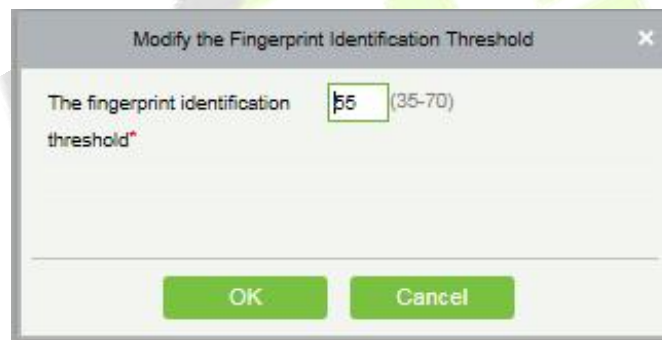 Modify the Fingerprint Identification Threshold
The fingerprint identification 55 (35-70)
threshold*
OK Cancel